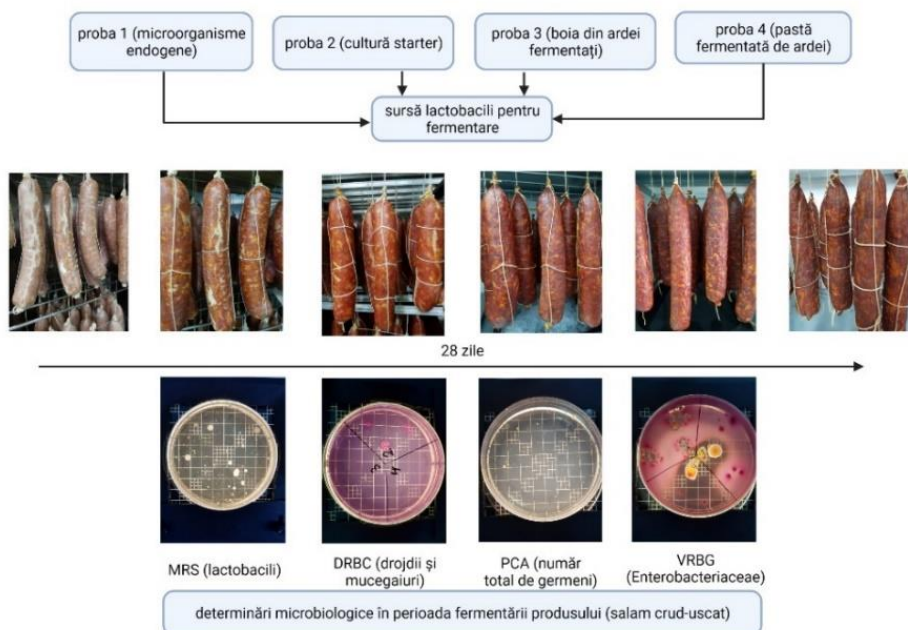 proba 1 (microorganisme
endogene)
proba 2 (cultură starter)
proba 3 (boia din ardei
fermentați)
proba 4 (pastă
fermentată de ardei)
sursă lactobacili pentru
fermentare
28 zile
MRS (lactobacili)
DRBC (drojdii și
mucegaiuri)
PCA (număr
total de germeni)
VRBG
(Enterobacteriaceae)
determinări microbiologice în perioada fermentării produsului (salam crud-uscat)